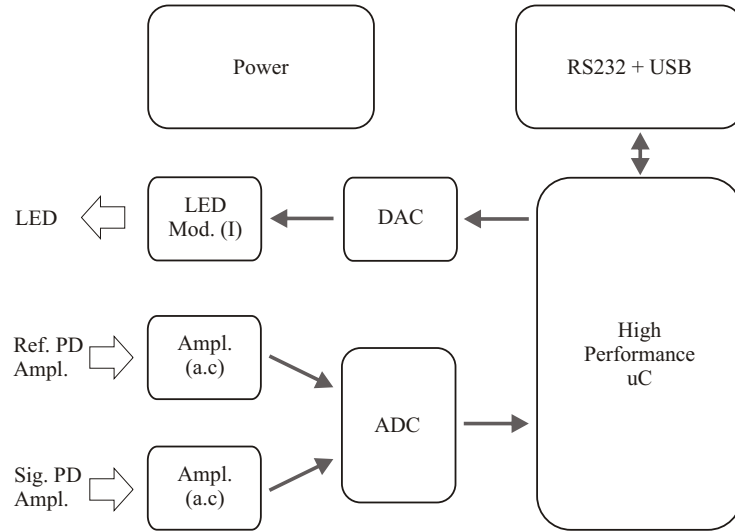 Power
RS232 + USB
LED
LED
Mod. (I)
DAC
High
Performance
uC
Ref. PD
Ampl.
Ampl.
(a.c)
ADC
Sig. PD
Ampl.
Ampl.
(a.c)